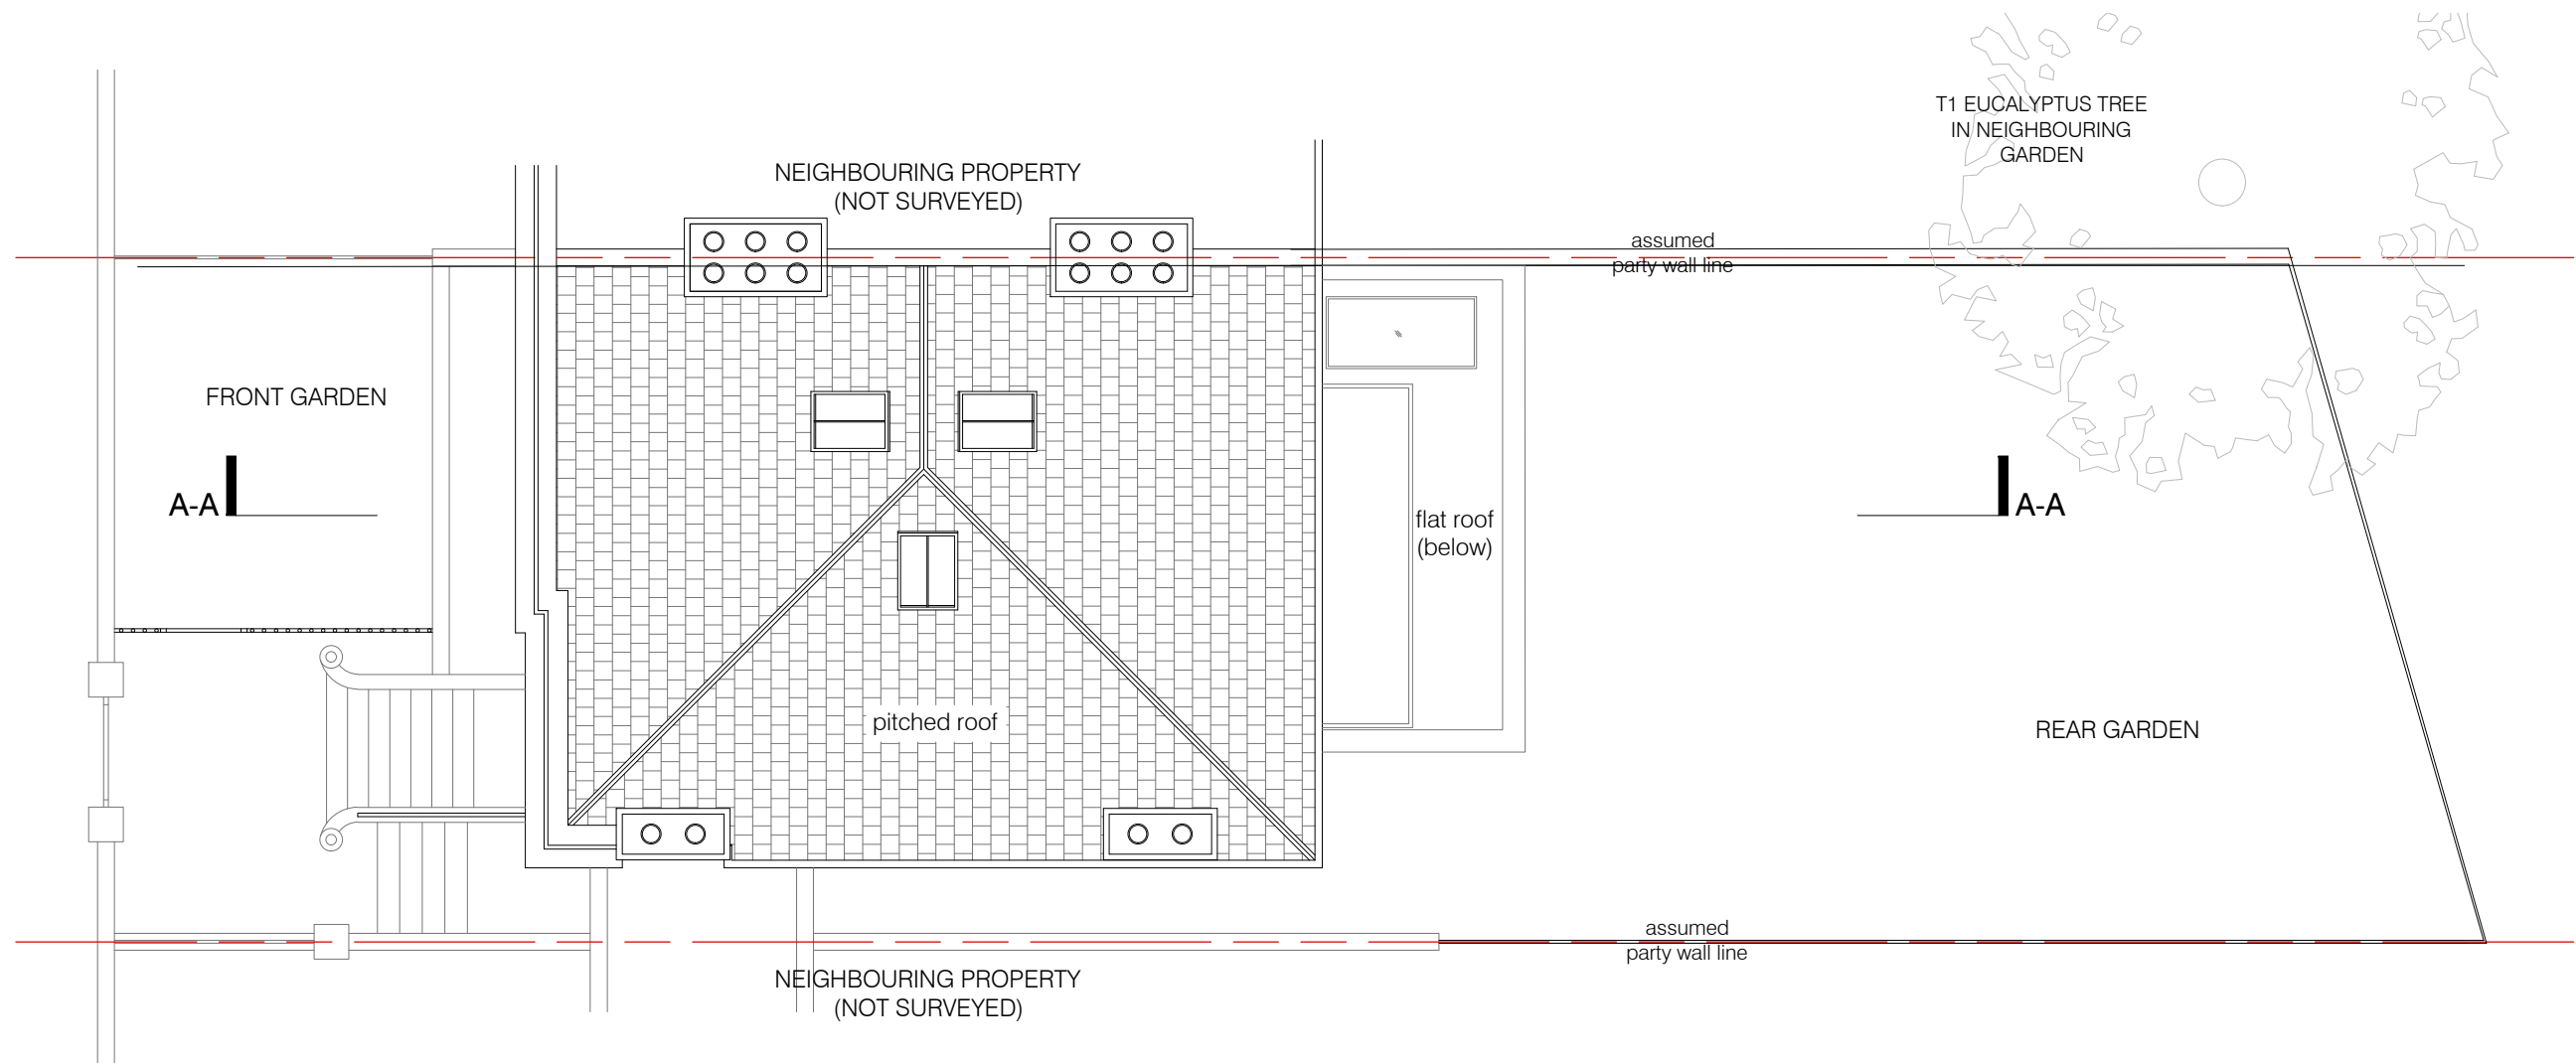 T1 EUCALYPTUS TREE
IN NEIGHBOURING
GARDEN
NEIGHBOURING PROPERTY
(NOT SURVEYED)
assumed
party wall line
FRONT GARDEN
A-A
A-A
flat roof
(below)
pitched roof
REAR GARDEN
assumed
party wall line
NEIGHBOURING PROPERTY
(NOT SURVEYED)